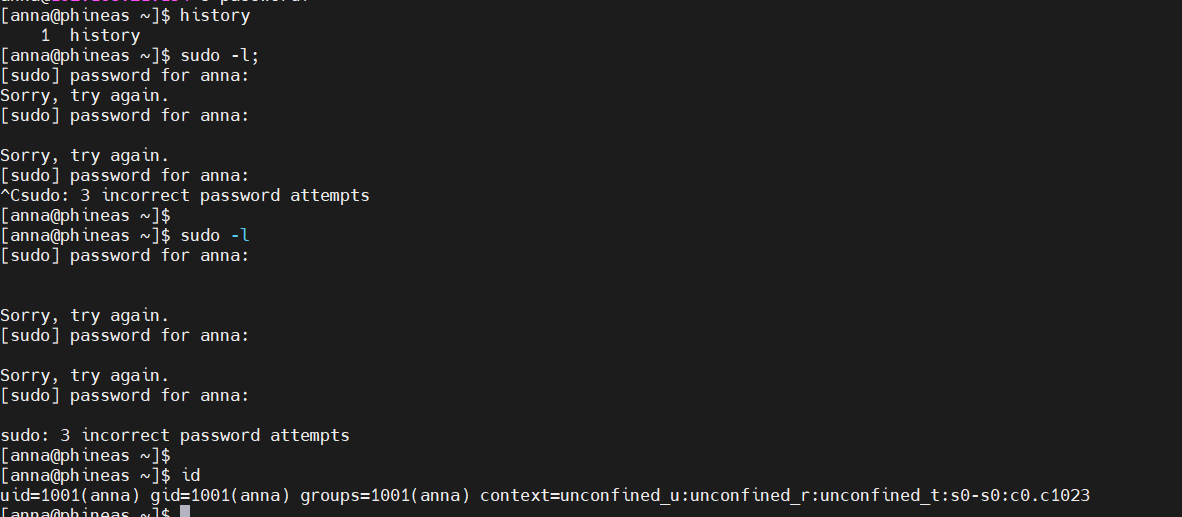 [anna@phineas ~]$ history
    1  history
[anna@phineas ~]$ sudo -l;
[sudo] password for anna:
Sorry, try again.
[sudo] password for anna:
Sorry, try again.
[sudo] password for anna:
^Csudo: 3 incorrect password attempts
[anna@phineas ~]$
[anna@phineas ~]$ sudo -l
[sudo] password for anna:
Sorry, try again.
[sudo] password for anna:
Sorry, try again.
[sudo] password for anna:
sudo: 3 incorrect password attempts
[anna@phineas ~]$
[anna@phineas ~]$ id
uid=1001(anna) gid=1001(anna) groups=1001(anna) context=unconfined_u:unconfined_r:unconfined_t:s0-s0:c0.c1023
[anna@phineas ~]$